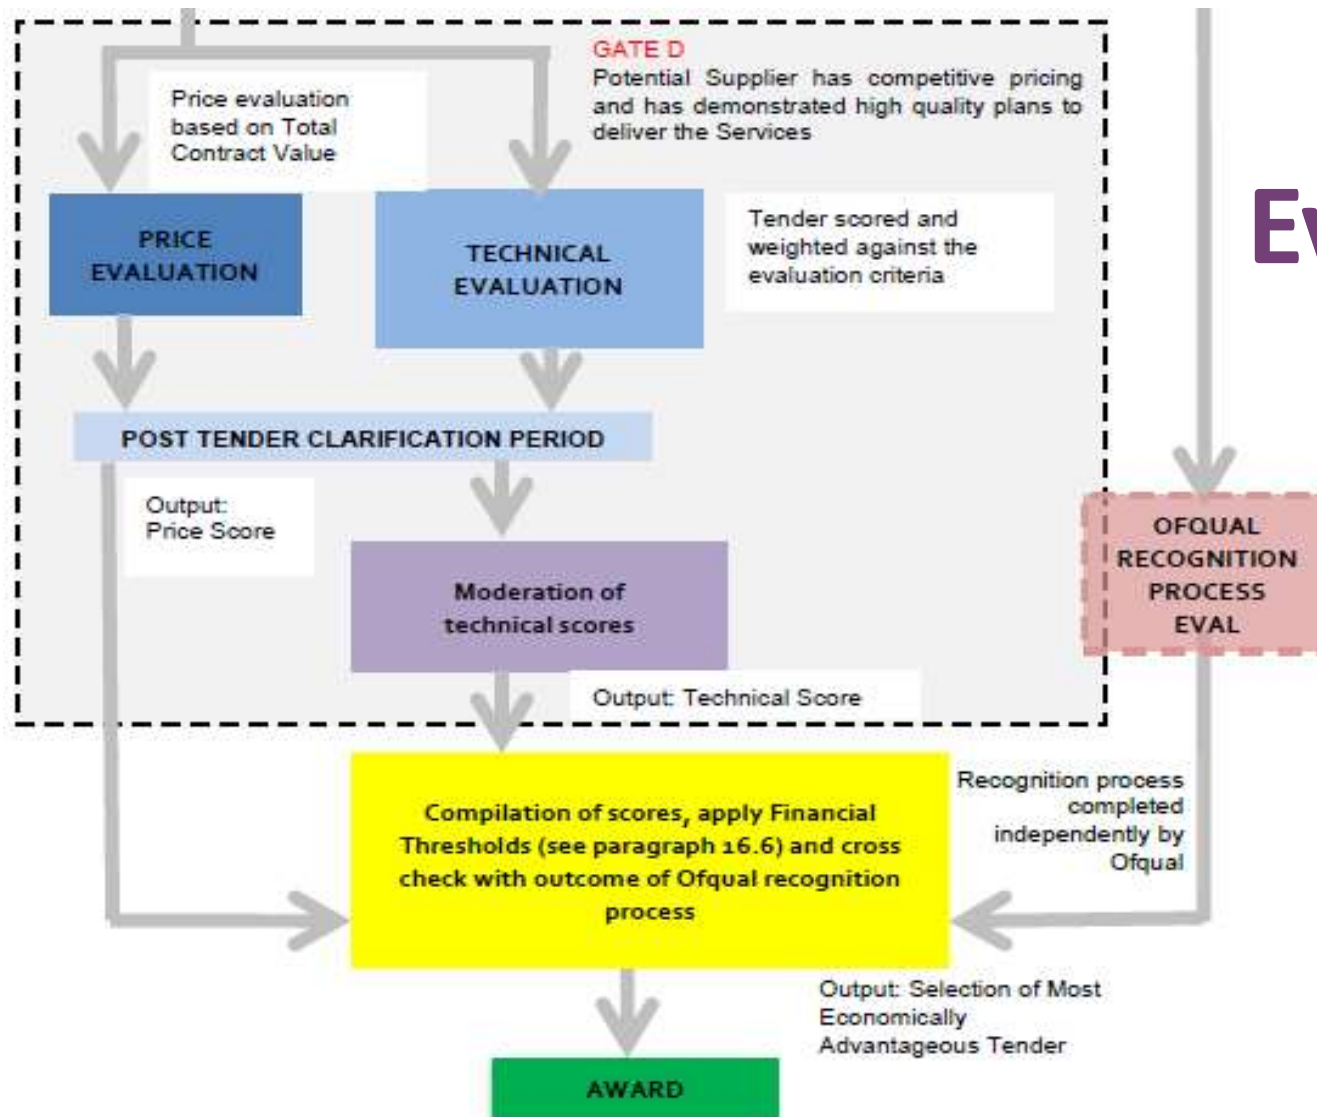 GATE D
Potential Supplier has competitive pricing
and has demonstrated high quality plans to
deliver the Services
Price evaluation
based on Total
Contract Value
PRICE
EVALUATION
TECHNICAL
EVALUATION
Tender scored and
weighted against the
evaluation criteria
Ev
POST TENDER CLARIFICATION PERIOD
Output:
Price Score
Moderation of
technical scores
OFQUAL
RECOGNITION
PROCESS
EVAL
Output: Technical Score
Compilation of scores, apply Financial
Thresholds (see paragraph 16.6) and cross
check with outcome of Ofqual recognition
process
Recognition process
completed
independently by
Ofqual
Output: Selection of Most
Economically
Advantageous Tender
AWARD